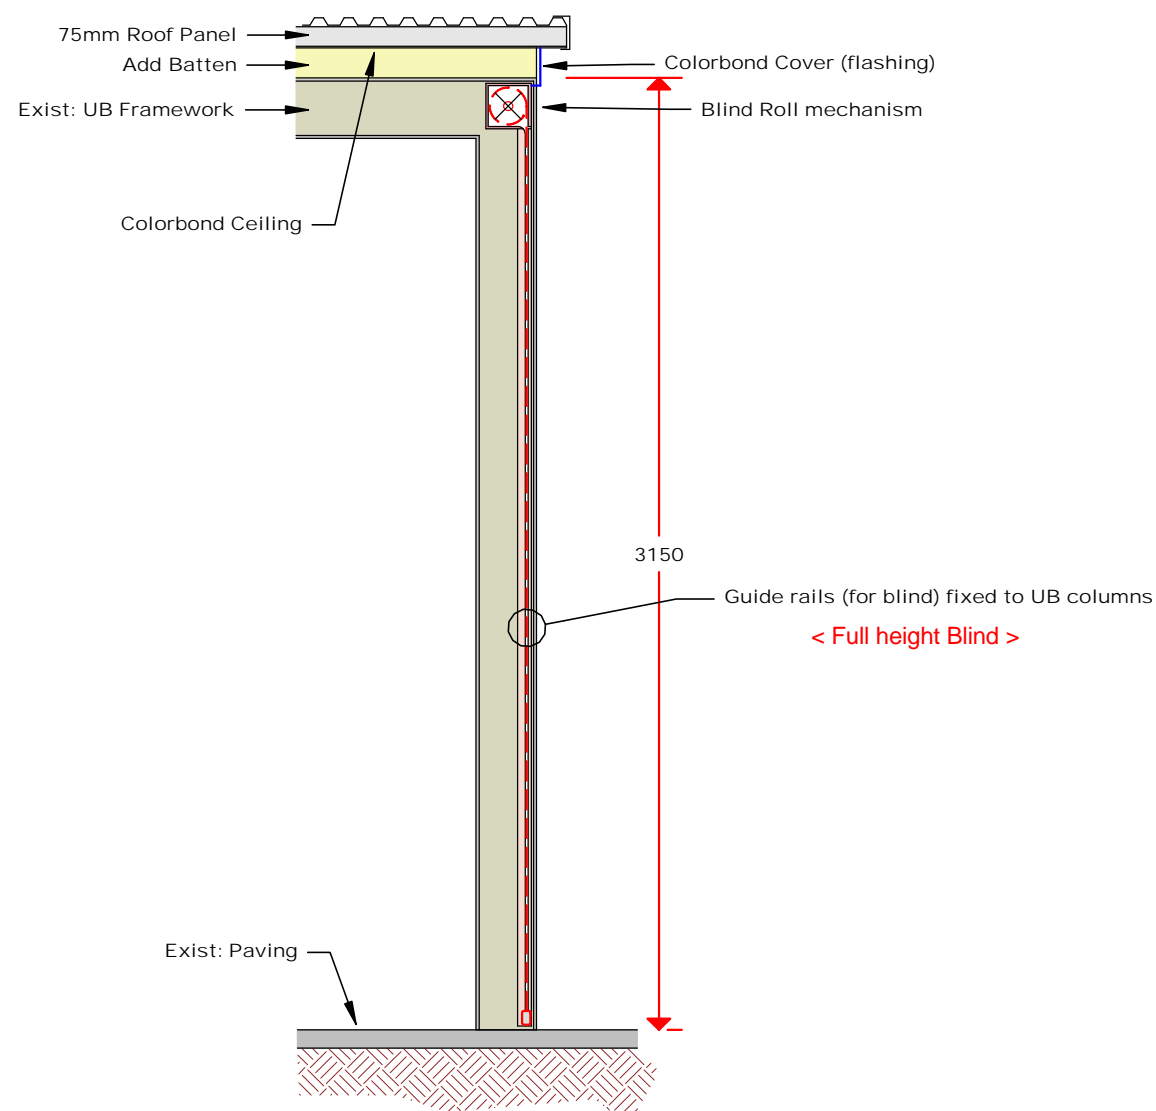 75mm Roof Panel
Add Batten
Colorbond Cover (flashing)
Exist: UB Framework
Blind Roll mechanism
Colorbond Ceiling
3150
Guide rails (for blind) fixed to UB columns
< Full height Blind >
Exist: Paving